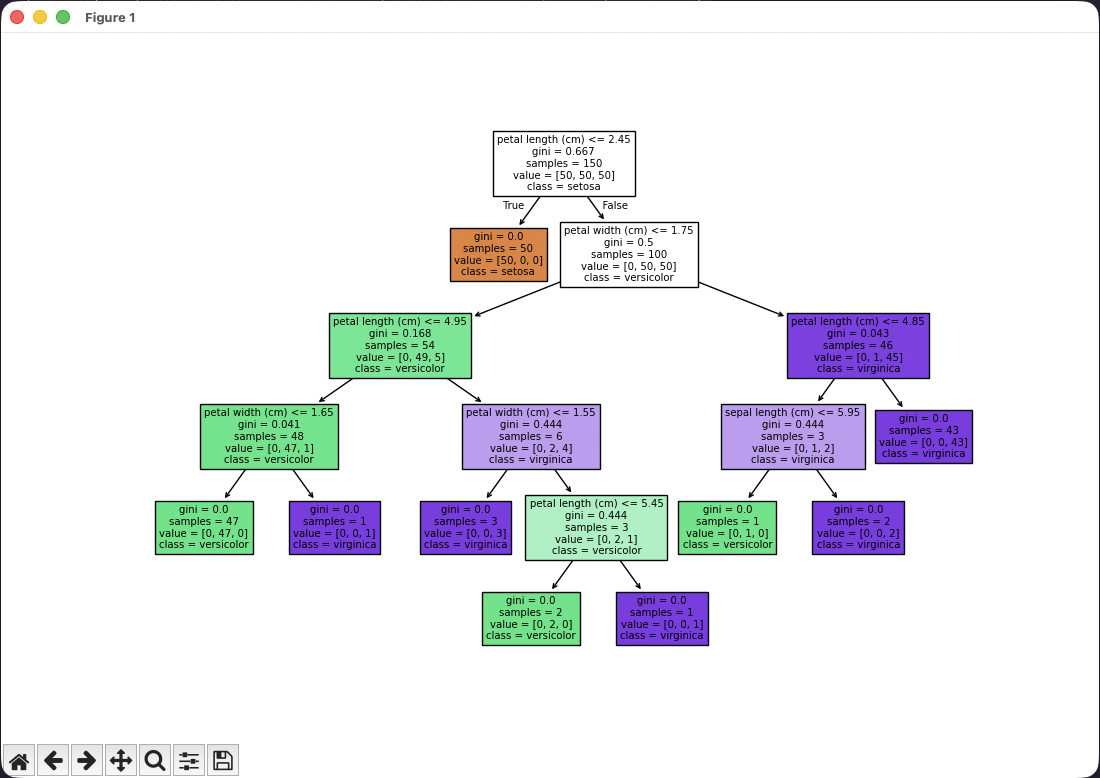 Figure 1
petal length (cm) <= 2.45
gini = 0.667
samples = 150
value = [50, 50, 50]
class = setosa
True
False
gini = 0.0
samples = 50
value = [50, 0, 0]
class = setosa
petal width (cm) <= 1.75
gini = 0.5
samples = 100
value = [0, 50, 50]
class = versicolor
petal length (cm) <= 4.95
gini = 0.168
samples = 54
value = [0, 49, 5]
class = versicolor
petal length (cm) <= 4.85
gini = 0.043
samples = 46
value = [0, 1, 45]
class = virginica
petal width (cm) <= 1.65
gini = 0.041
samples = 48
value = [0, 47, 1]
class = versicolor
petal width (cm) <= 1.55
gini = 0.444
samples = 6
value = [0, 2, 4]
class = virginica
sepal length (cm) <= 5.95
gini = 0.444
samples = 3
value = [0, 1, 2]
class = virginica
gini = 0.0
samples = 43
value = [0, 0, 43]
class = virginica
gini = 0.0
samples = 47
value = [0, 47, 0]
class = versicolor
gini = 0.0
samples = 1
value = [0, 0, 1]
class = virginica
gini = 0.0
samples = 3
value = [0, 0, 3]
class = virginica
petal length (cm) <= 5.45
gini = 0.444
samples = 3
value = [0, 2, 1]
class = versicolor
gini = 0.0
samples = 1
value = [0, 1, 0]
class = versicolor
gini = 0.0
samples = 2
value = [0, 0, 2]
class = virginica
gini = 0.0
samples = 2
value = [0, 2, 0]
class = versicolor
gini = 0.0
samples = 1
value = [0, 0, 1]
class = virginica